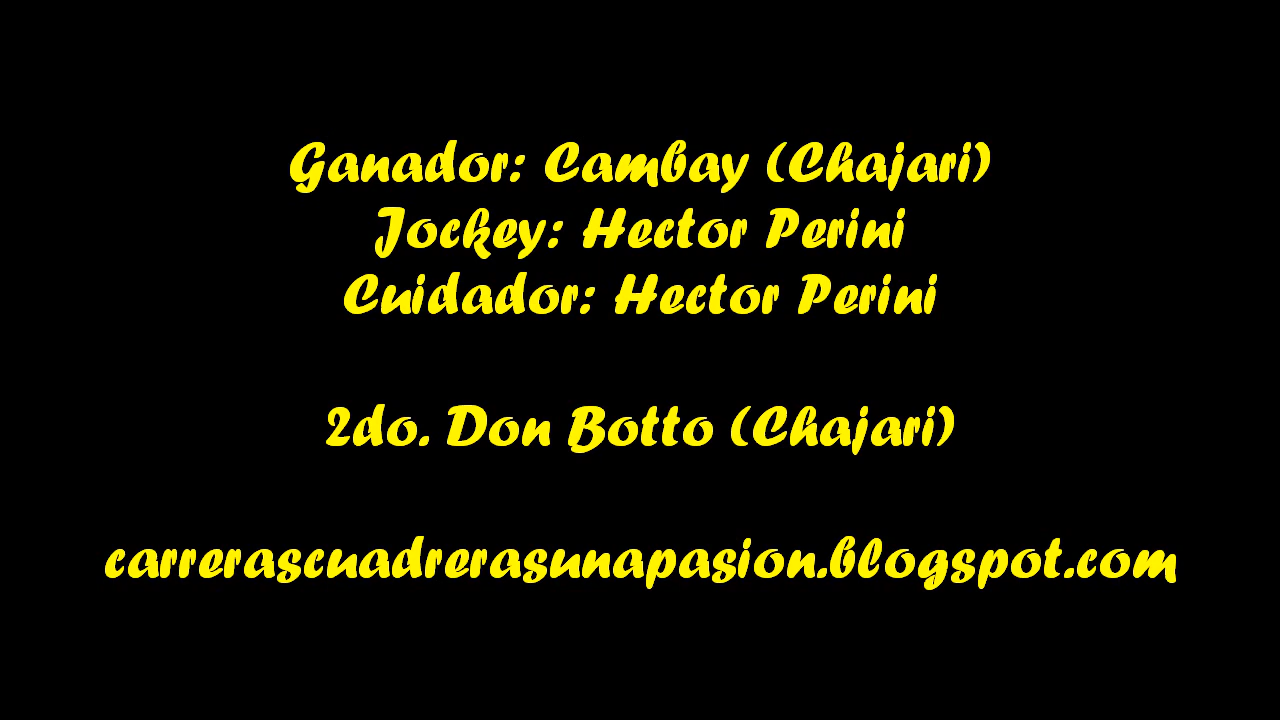 Ganador: Cambay (Chajari)
Jockey: Hector Perini
Cuidador: Hector Perini
2do. Don Botto (Chajari)
carrerascuadrerasunapasion.blogspot.com